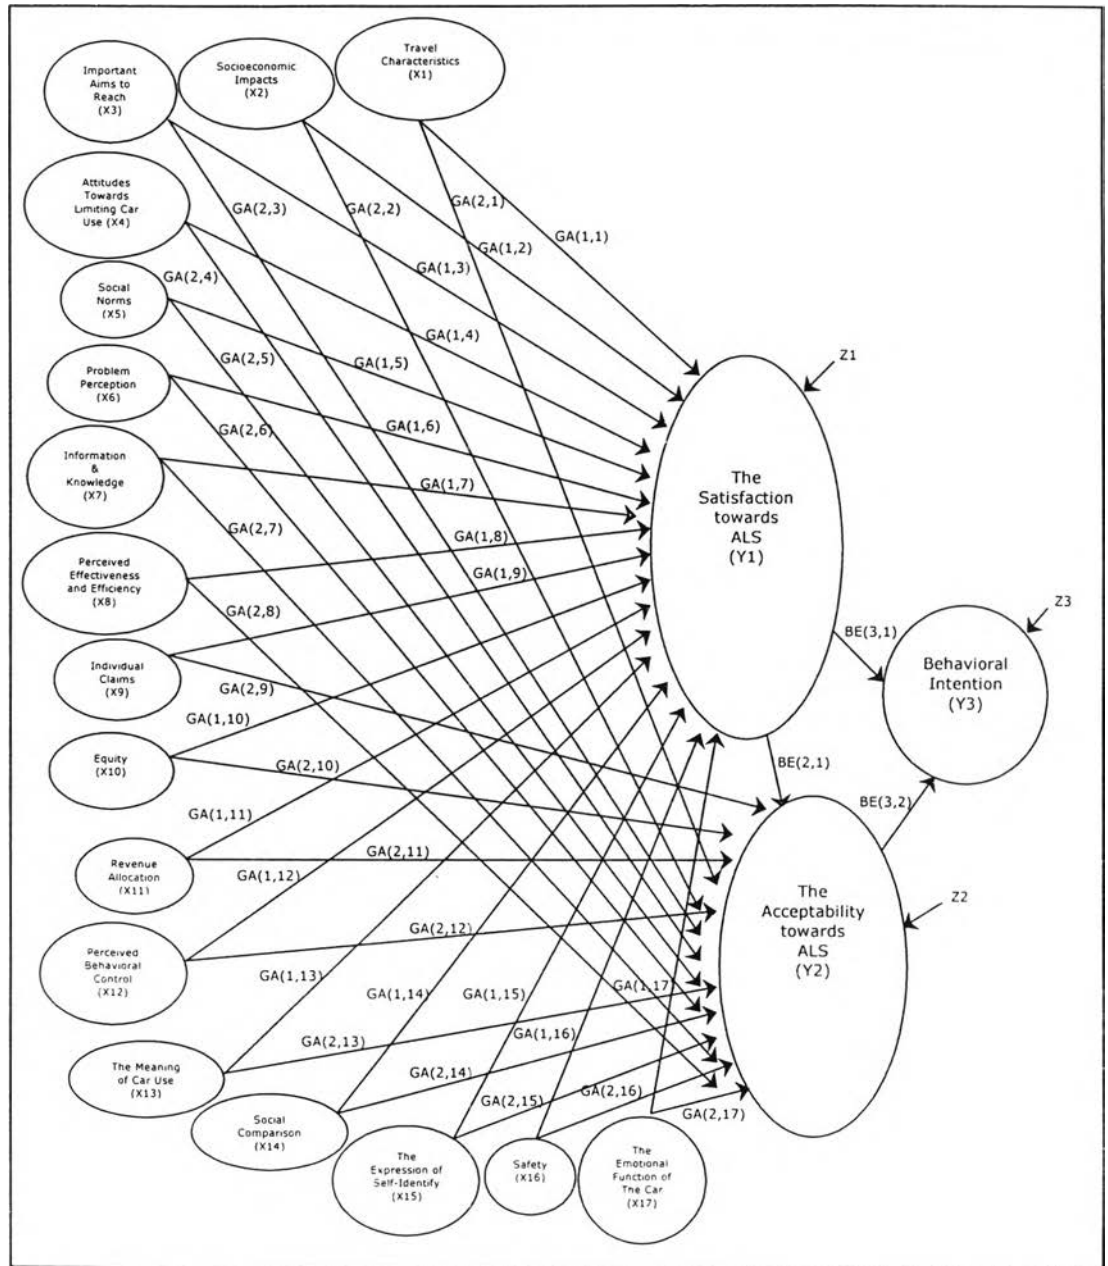 Important
Aims to
Reach
(X3)
Socioeconomic
Impacts
(X2)
Travel
Characteristics
(X1)
Attitudes
Towards
Limiting Car
Use (X4)
Social
Norms
(X5)
Problem
Perception
(X6)
Information
&
Knowledge
(X7)
Perceived
Effectiveness
and Efficiency
(X8)
Individual
Claims
(X9)
Equity
(X10)
Revenue
Allocation
(X11)
Perceived
Behavioral
Control
(X12)
The Meaning
of Car Use
(X13)
Social
Comparison
(X14)
The
Expression of
Self-Identify
(X15)
Safety
(X16)
The
Emotional
Function of
The Car
(X17)
GA(2,3)
GA(2,2)
GA(2,1)
GA(1,1)
GA(1,2)
GA(1,3)
GA(2,4)
GA(1,4)
GA(2,5)
GA(1,5)
GA(2,6)
GA(1,6)
GA(1,7)
GA(2,7)
GA(1,8)
GA(1,9)
GA(2,8)
GA(2,9)
GA(1,10)
GA(2,10)
GA(1,11)
GA(2,11)
GA(1,12)
GA(2,12)
GA(1,13)
GA(1,14)
GA(1,15)
GA(1,17)
GA(1,16)
GA(2,13)
GA(2,14)
GA(2,15)
GA(2,16)
GA(2,17)
The
Satisfaction
towards
ALS
(Y1)
Z1
BE(3,1)
Z3
Behavioral
Intention
(Y3)
BE(2,1)
BE(3,2)
The
Acceptability
towards
ALS
(Y2)
Z2